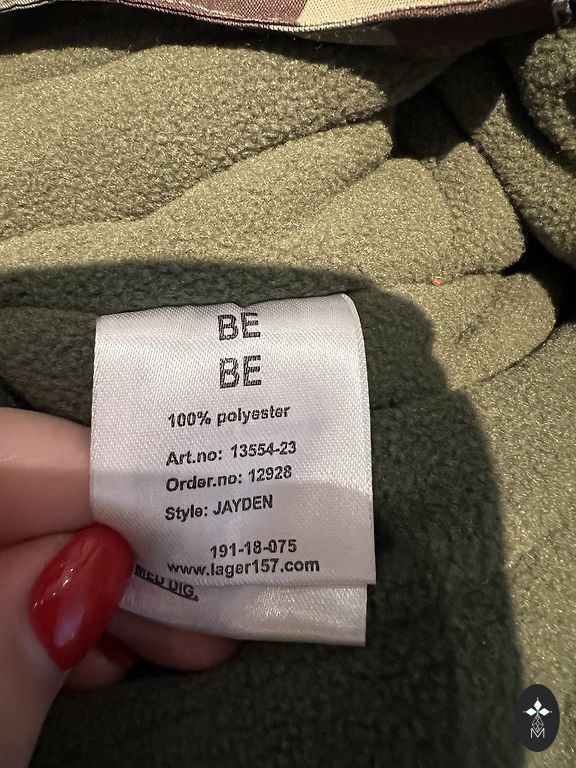 BE
BE
100% polyester
Art.no: 13554-23
Order.no: 12928
Style: JAYDEN
191-18-075
www.lager157.com
MED DIG.
M